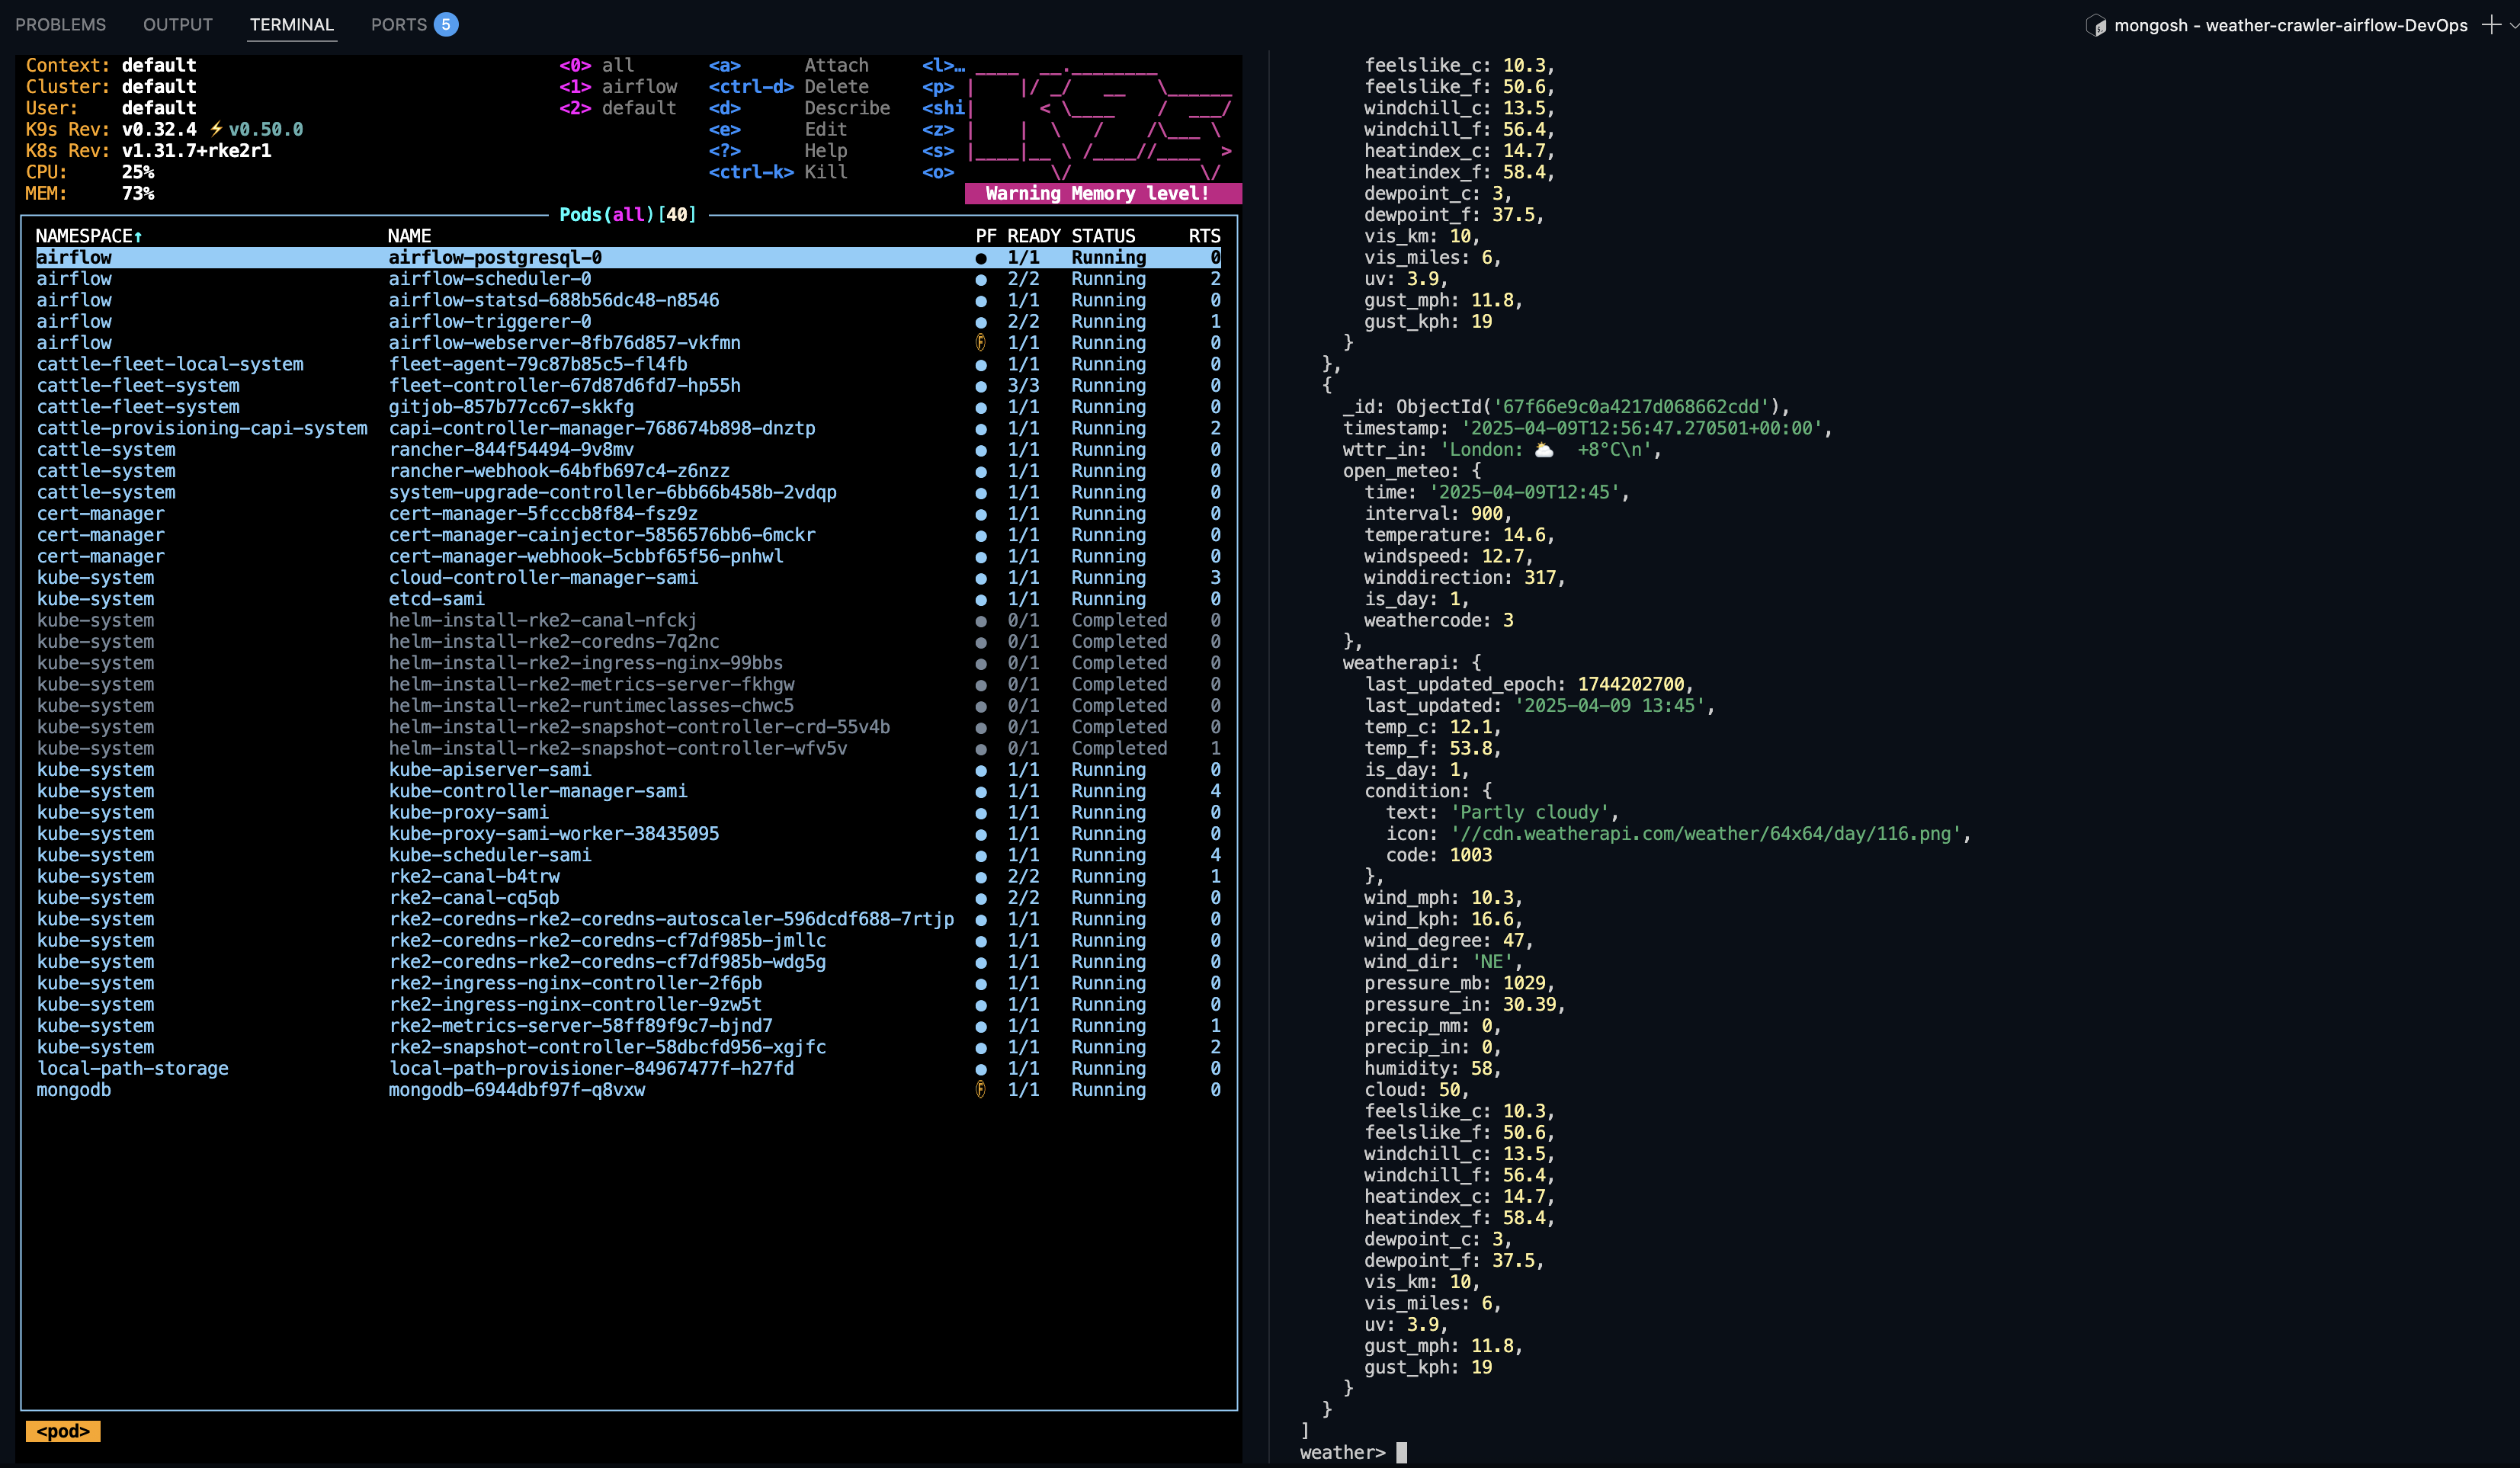 PROBLEMS OUTPUT TERMINAL PORTS 5
mongosh - weather-crawler-airflow-DevOps
Context: default
Cluster: default
User: default
K9s Rev: v0.32.4 ⚡v0.50.0
K8s Rev: v1.31.7+rke2r1
CPU: 25%
MEM: 73%
<0> all
<1> airflow
<2> default
<a> Attach
<ctrl-d> Delete
<d> Describe
<e> Edit
<?> Help
<ctrl-k> Kill
<l>…
<p>
<shi
<z>
<s>
<o>
Warning Memory level!
Pods(all)[40]
NAMESPACE↑ NAME PF READY STATUS RTS
airflow airflow-postgresql-0 ● 1/1 Running 0
airflow airflow-scheduler-0 ● 2/2 Running 2
airflow airflow-statsd-688b56dc48-n8546 ● 1/1 Running 0
airflow airflow-triggerer-0 ● 2/2 Running 1
airflow airflow-webserver-8fb76d857-vkfmn Ⓕ 1/1 Running 0
cattle-fleet-local-system fleet-agent-79c87b85c5-fl4fb ● 1/1 Running 0
cattle-fleet-system fleet-controller-67d87d6fd7-hp55h ● 3/3 Running 0
cattle-fleet-system gitjob-857b77cc67-skkfg ● 1/1 Running 0
cattle-provisioning-capi-system capi-controller-manager-768674b898-dnztp ● 1/1 Running 2
cattle-system rancher-844f54494-9v8mv ● 1/1 Running 0
cattle-system rancher-webhook-64bfb697c4-z6nzz ● 1/1 Running 0
cattle-system system-upgrade-controller-6bb66b458b-2vdqp ● 1/1 Running 0
cert-manager cert-manager-5fcccb8f84-fsz9z ● 1/1 Running 0
cert-manager cert-manager-cainjector-5856576bb6-6mckr ● 1/1 Running 0
cert-manager cert-manager-webhook-5cbbf65f56-pnhwl ● 1/1 Running 0
kube-system cloud-controller-manager-sami ● 1/1 Running 3
kube-system etcd-sami ● 1/1 Running 0
kube-system helm-install-rke2-canal-nfckj ● 0/1 Completed 0
kube-system helm-install-rke2-coredns-7q2nc ● 0/1 Completed 0
kube-system helm-install-rke2-ingress-nginx-99bbs ● 0/1 Completed 0
kube-system helm-install-rke2-metrics-server-fkhgw ● 0/1 Completed 0
kube-system helm-install-rke2-runtimeclasses-chwc5 ● 0/1 Completed 0
kube-system helm-install-rke2-snapshot-controller-crd-55v4b ● 0/1 Completed 0
kube-system helm-install-rke2-snapshot-controller-wfv5v ● 0/1 Completed 1
kube-system kube-apiserver-sami ● 1/1 Running 0
kube-system kube-controller-manager-sami ● 1/1 Running 4
kube-system kube-proxy-sami ● 1/1 Running 0
kube-system kube-proxy-sami-worker-38435095 ● 1/1 Running 0
kube-system kube-scheduler-sami ● 1/1 Running 4
kube-system rke2-canal-b4trw ● 2/2 Running 1
kube-system rke2-canal-cq5qb ● 2/2 Running 0
kube-system rke2-coredns-rke2-coredns-autoscaler-596dcdf688-7rtjp ● 1/1 Running 0
kube-system rke2-coredns-rke2-coredns-cf7df985b-jmllc ● 1/1 Running 0
kube-system rke2-coredns-rke2-coredns-cf7df985b-wdg5g ● 1/1 Running 0
kube-system rke2-ingress-nginx-controller-2f6pb ● 1/1 Running 0
kube-system rke2-ingress-nginx-controller-9zw5t ● 1/1 Running 0
kube-system rke2-metrics-server-58ff89f9c7-bjnd7 ● 1/1 Running 1
kube-system rke2-snapshot-controller-58dbcfd956-xgjfc ● 1/1 Running 2
local-path-storage local-path-provisioner-84967477f-h27fd ● 1/1 Running 0
mongodb mongodb-6944dbf97f-q8vxw Ⓕ 1/1 Running 0
<pod>
feelslike_c: 10.3,
feelslike_f: 50.6,
windchill_c: 13.5,
windchill_f: 56.4,
heatindex_c: 14.7,
heatindex_f: 58.4,
dewpoint_c: 3,
dewpoint_f: 37.5,
vis_km: 10,
vis_miles: 6,
uv: 3.9,
gust_mph: 11.8,
gust_kph: 19
}
},
{
_id: ObjectId('67f66e9c0a4217d068662cdd'),
timestamp: '2025-04-09T12:56:47.270501+00:00',
wttr_in: 'London: 🌥 +8°C\n',
open_meteo: {
time: '2025-04-09T12:45',
interval: 900,
temperature: 14.6,
windspeed: 12.7,
winddirection: 317,
is_day: 1,
weathercode: 3
},
weatherapi: {
last_updated_epoch: 1744202700,
last_updated: '2025-04-09 13:45',
temp_c: 12.1,
temp_f: 53.8,
is_day: 1,
condition: {
text: 'Partly cloudy',
icon: '//cdn.weatherapi.com/weather/64x64/day/116.png',
code: 1003
},
wind_mph: 10.3,
wind_kph: 16.6,
wind_degree: 47,
wind_dir: 'NE',
pressure_mb: 1029,
pressure_in: 30.39,
precip_mm: 0,
precip_in: 0,
humidity: 58,
cloud: 50,
feelslike_c: 10.3,
feelslike_f: 50.6,
windchill_c: 13.5,
windchill_f: 56.4,
heatindex_c: 14.7,
heatindex_f: 58.4,
dewpoint_c: 3,
dewpoint_f: 37.5,
vis_km: 10,
vis_miles: 6,
uv: 3.9,
gust_mph: 11.8,
gust_kph: 19
}
}
]
weather>